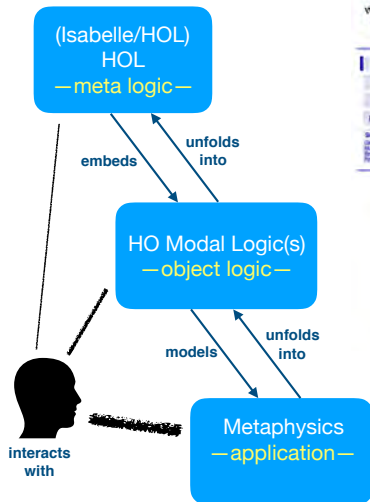 (Isabelle/HOL)
HOL
—meta logic—
embeds
unfolds
into
HO Modal Logic(s)
—object logic—
models
unfolds
into
Metaphysics
—application—
interacts
with